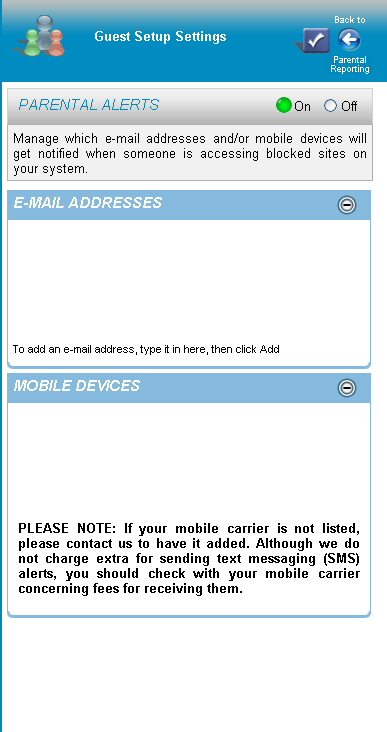 Back to
Guest Setup Settings
Parental
Reporting
PARENTAL ALERTS
On
Off
Manage which e-mail addresses and/or mobile devices will
get notified when someone is accessing blocked sites on
your system.
E-MAIL ADDRESSES
To add an e-mail address, type it in here, then click Add
MOBILE DEVICES
PLEASE NOTE: If your mobile carrier is not listed,
please contact us to have it added. Although we do
not charge extra for sending text messaging (SMS)
alerts, you should check with your mobile carrier
concerning fees for receiving them.